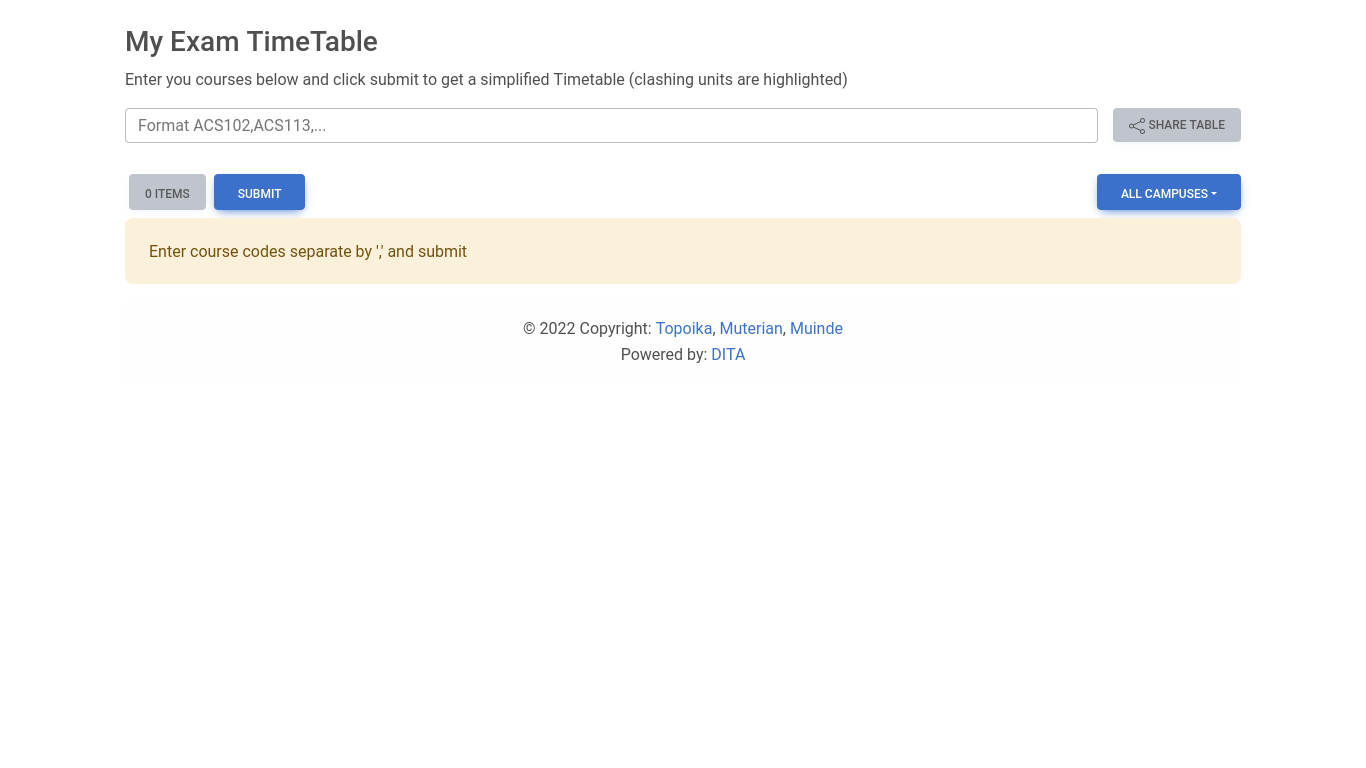 My Exam TimeTable
Enter you courses below and click submit to get a simplified Timetable (clashing units are highlighted)
Format ACS102,ACS113,...
SHARE TABLE
0 ITEMS
SUBMIT
ALL CAMPUSES
Enter course codes separate by ',' and submit
© 2022 Copyright: Topoika, Muterian, Muinde
Powered by: DITA